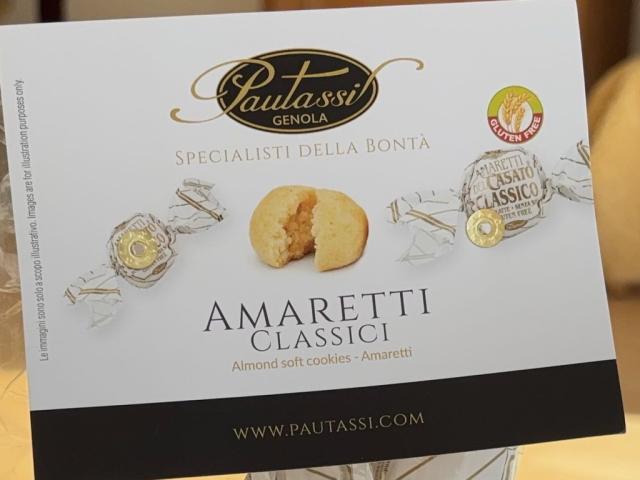 Pautassi
GENOLA
SPECIALISTI DELLA BONTÀ
GLUTEN FREE
AMARETTI
DEL CASATO
CLASSICO
GLUTEN FREE
AMARETTI
CLASSICI
Almond soft cookies - Amaretti
WWW.PAUTASSI.COM
Le immagini sono solo a scopo illustrativo. Images are for illustration purposes only.